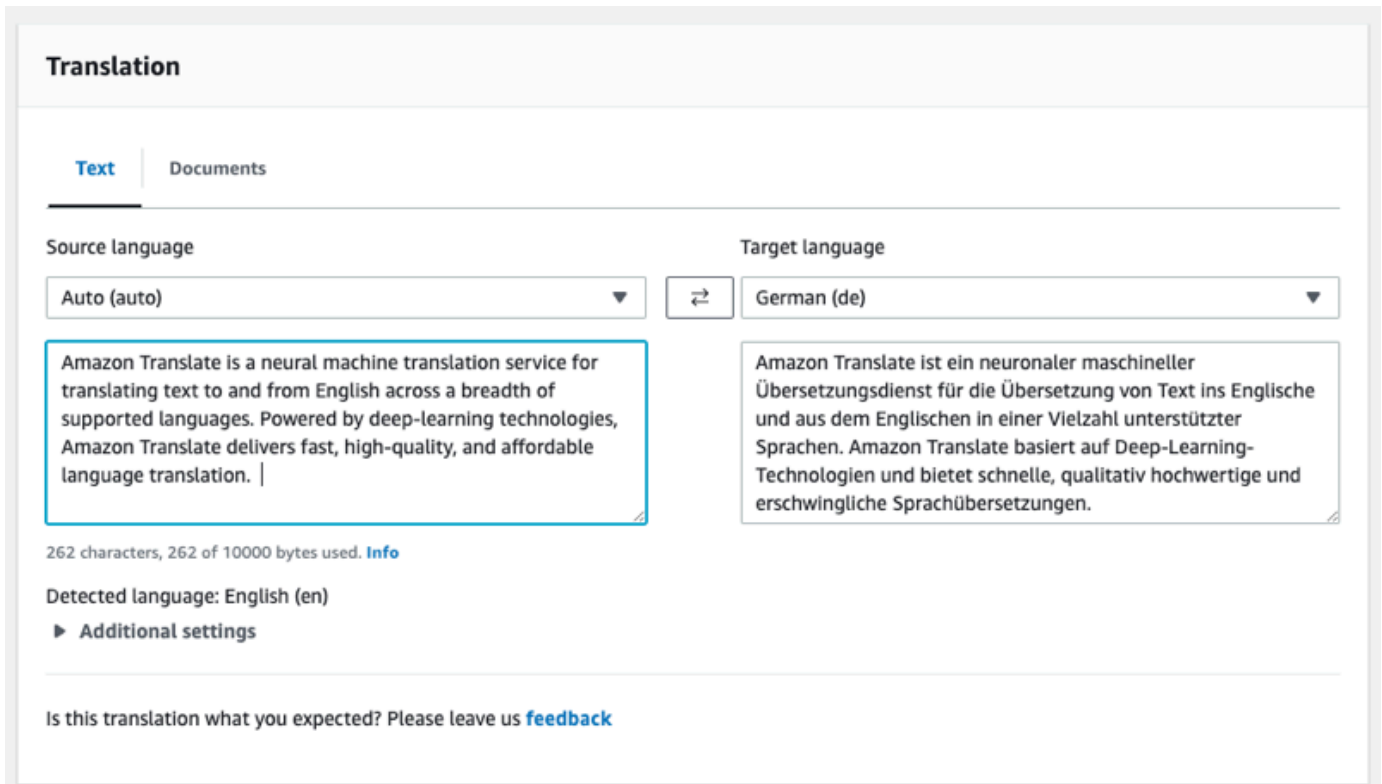 Translation
Text
Documents
Source language
Target language
Auto (auto)
German (de)
Amazon Translate is a neural machine translation service for
translating text to and from English across a breadth of
supported languages. Powered by deep-learning technologies,
Amazon Translate delivers fast, high-quality, and affordable
language translation.
Amazon Translate ist ein neuronaler maschineller
Übersetzungsdienst für die Übersetzung von Text ins Englische
und aus dem Englischen in einer Vielzahl unterstützter
Sprachen. Amazon Translate basiert auf Deep-Learning-
Technologien und bietet schnelle, qualitativ hochwertige und
erschwingliche Sprachübersetzungen.
262 characters, 262 of 10000 bytes used. Info
Detected language: English (en)
Additional settings
Is this translation what you expected? Please leave us feedback